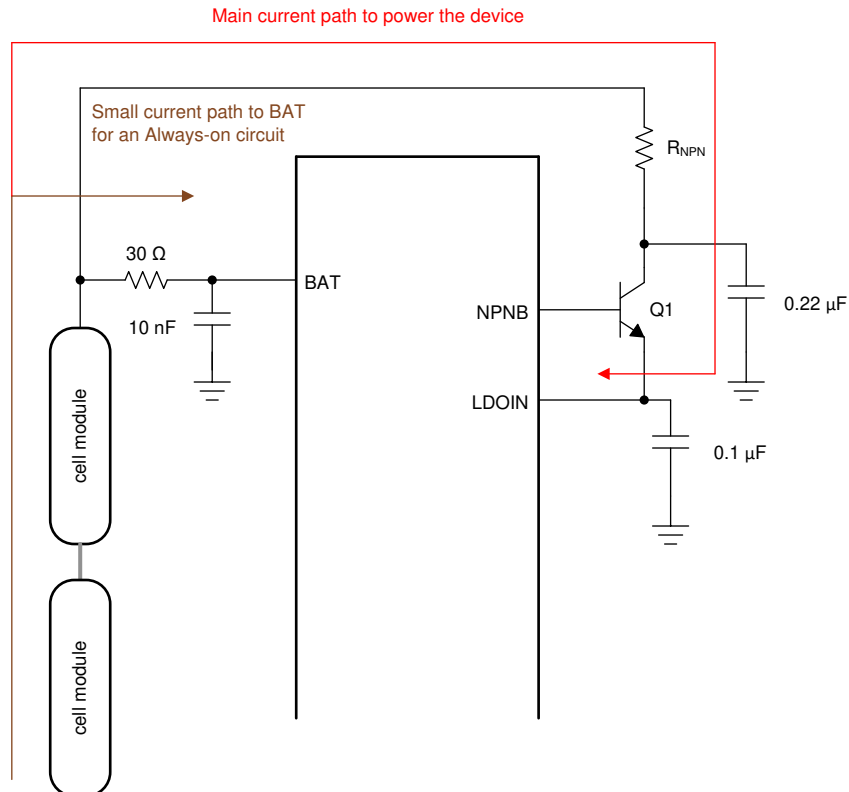 Main current path to power the device
Small current path to BAT
for an Always-on circuit
RNPN
30 Ω
BAT
10 nF
NPNB
Q1
0.22 µF
LDOIN
0.1 µF
cell module
cell module